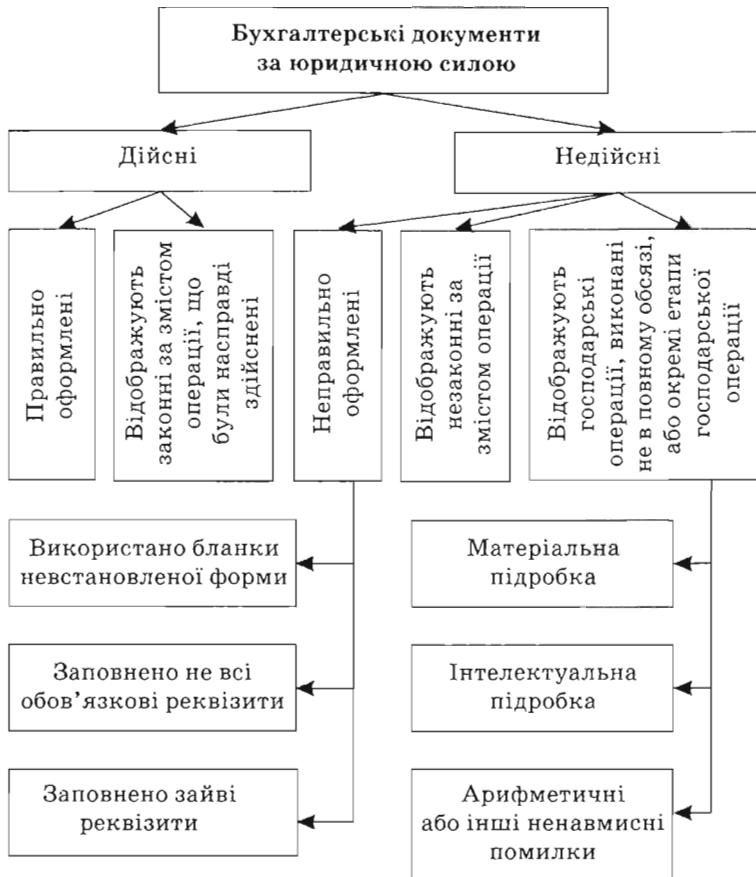 Бухгалтерські документи
за юридичною силою
Дійсні
Недійсні
Правильно
оформлені
Відображують
законні за змістом
операції, що
були насправді
здійснені
Неправильно
оформлені
Відображують
незаконні за
змістом операції
Відображують
господарські
операції, виконані
не в повному обсязі,
або окремі етапи
господарської
операції
Використано бланки
невстановленої форми
Матеріальна
підробка
Заповнено не всі
обов’язкові реквізити
Інтелектуальна
підробка
Заповнено зайві
реквізити
Арифметичні
або інші ненавмисні
помилки